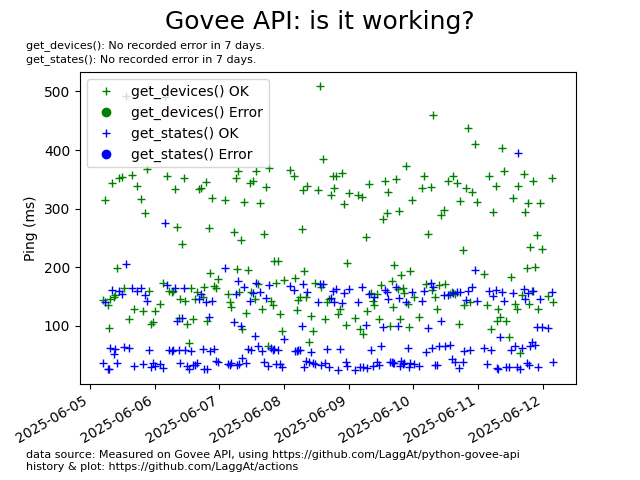 Govee API: is it working?
get_devices(): No recorded error in 7 days.
get_states(): No recorded error in 7 days.
get_devices() OK
get_devices() Error
get_states() OK
get_states() Error
Ping (ms)
500
400
300
200
100
2025-06-05
2025-06-06
2025-06-07
2025-06-08
2025-06-09
2025-06-10
2025-06-11
2025-06-12
data source: Measured on Govee API, using https://github.com/LaggAt/python-govee-api
history & plot: https://github.com/LaggAt/actions